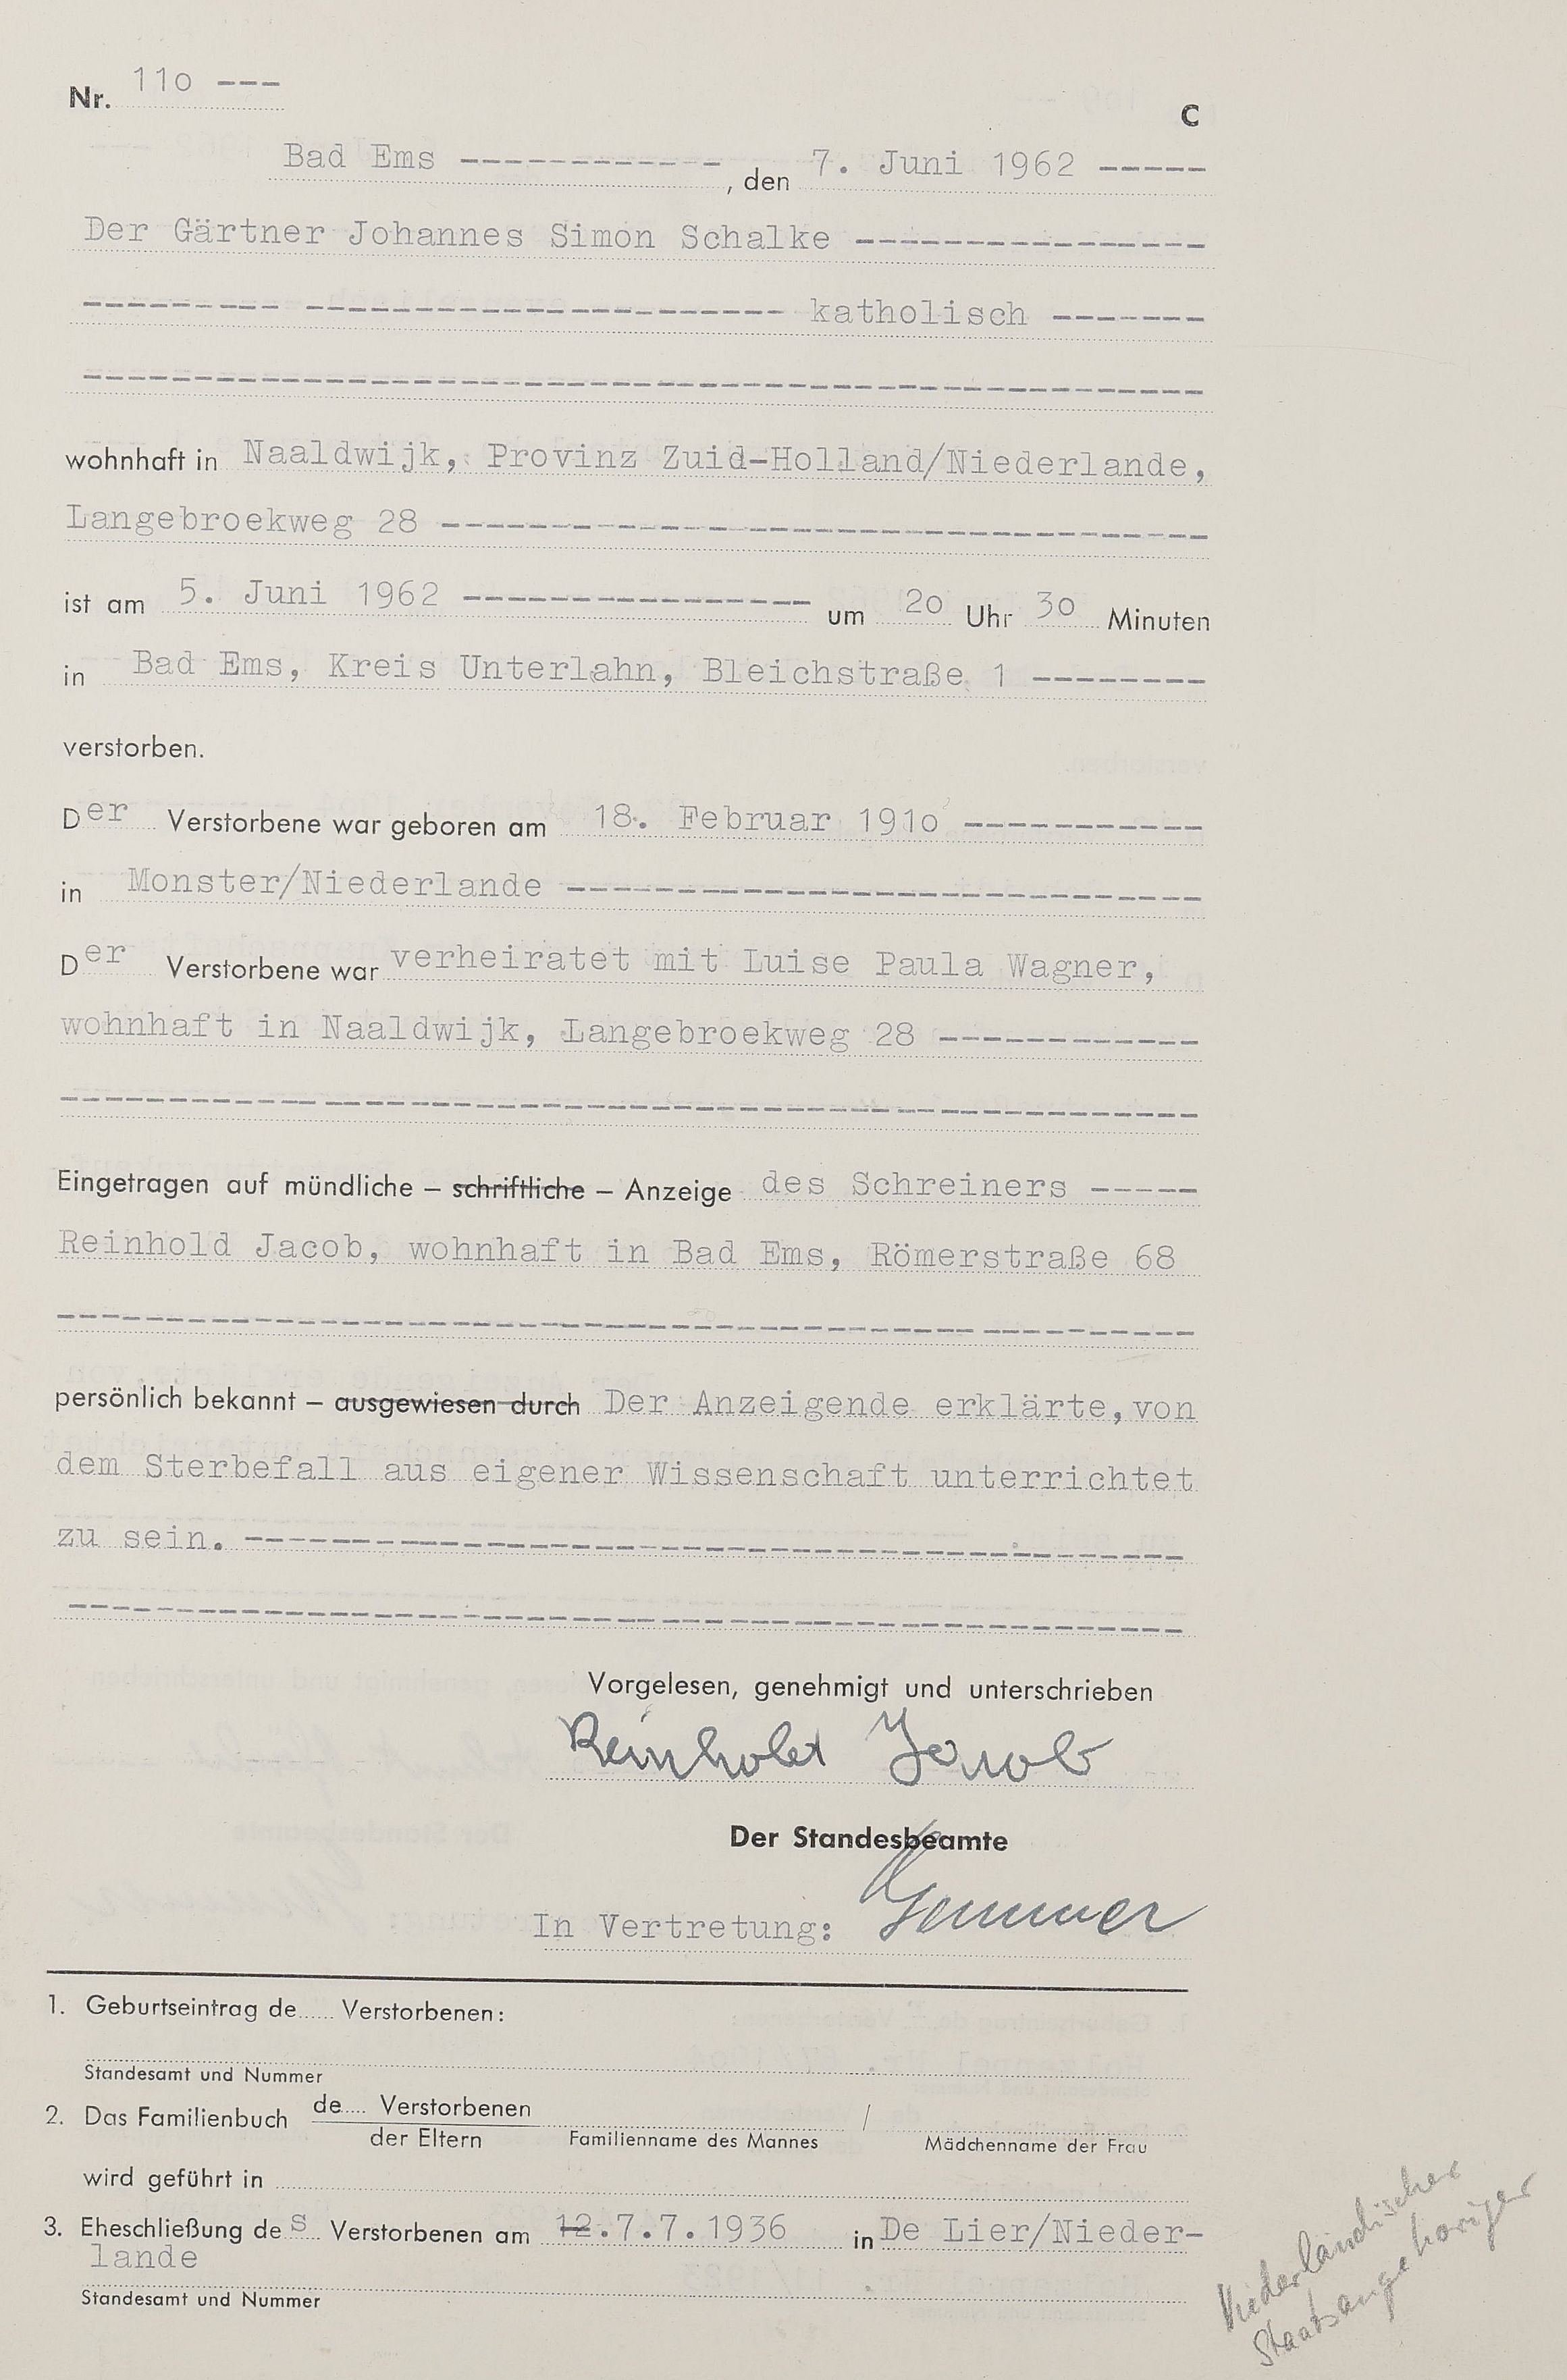 Nr. 11o ---
C
Bad Ems ------------, den 7. Juni 1962 -----
Der Gärtner Johannes Simon Schalke ----------------
--------- ---------------------- katholisch -------
---------------------------------------------------
wohnhaft in Naaldwijk, Provinz Zuid-Holland/Niederlande,
Langebroekweg 28 -----------------------------------
ist am 5. Juni 1962 ---------------- um 2o Uhr 3o Minuten
in Bad Ems, Kreis Unterlahn, Bleichstraße 1 --------
verstorben.
Der Verstorbene war geboren am 18. Februar 191o -----------
in Monster/Niederlande -----------------------------
Der Verstorbene war verheiratet mit Luise Paula Wagner,
wohnhaft in Naaldwijk, Langebroekweg 28 ------------
----------------------------------------------------
Eingetragen auf mündliche – schriftliche – Anzeige des Schreiners -----
Reinhold Jacob, wohnhaft in Bad Ems, Römerstraße 68
----------------------------------------------------
persönlich bekannt – ausgewiesen durch Der Anzeigende erklärte, von
dem Sterbefall aus eigener Wissenschaft unterrichtet
zu sein. -------------------------------------------
---------------------------------------------------
Vorgelesen, genehmigt und unterschrieben
Reinhold Jacob
Der Standesbeamte
In Vertretung:
1. Geburtseintrag de...... Verstorbenen:
Standesamt und Nummer
2. Das Familienbuch de..... Verstorbenen /
der Eltern Familienname des Mannes Mädchenname der Frau
wird geführt in
3. Eheschließung des Verstorbenen am 12.7.7.1936 in De Lier/Nieder-
lande
Standesamt und Nummer
Niederländischer
Staatsangehöriger